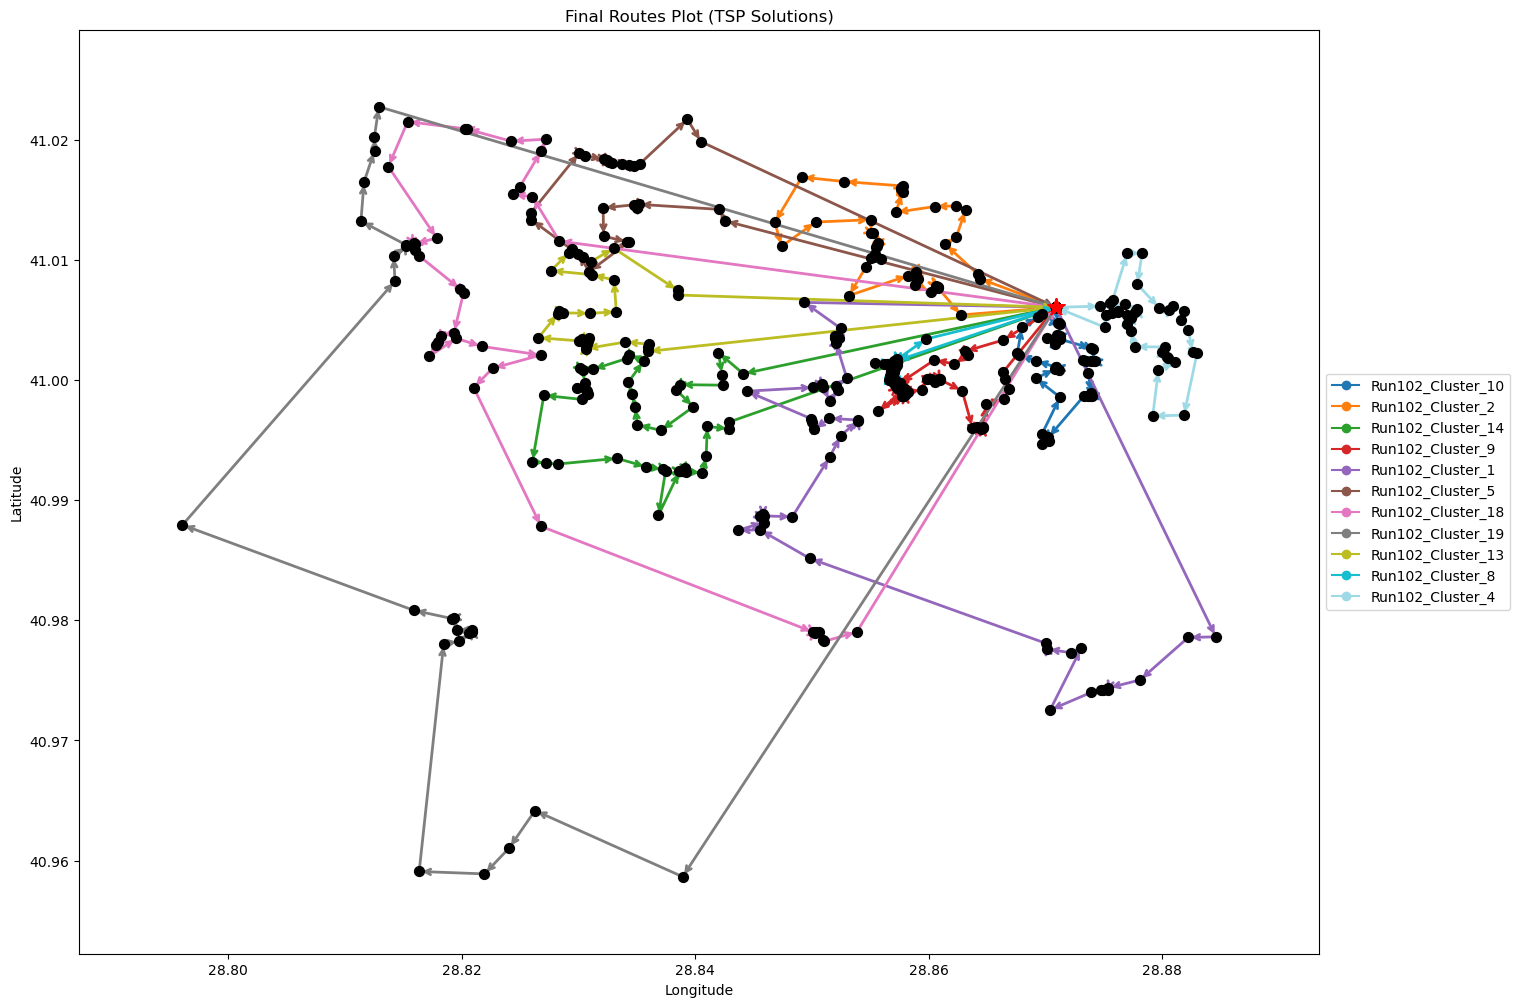 Final Routes Plot (TSP Solutions)
41.02
41.01
41.00
40.99
40.98
40.97
40.96
Latitude
28.80
28.82
28.84
28.86
28.88
Longitude
Run102_Cluster_10
Run102_Cluster_2
Run102_Cluster_14
Run102_Cluster_9
Run102_Cluster_1
Run102_Cluster_5
Run102_Cluster_18
Run102_Cluster_19
Run102_Cluster_13
Run102_Cluster_8
Run102_Cluster_4